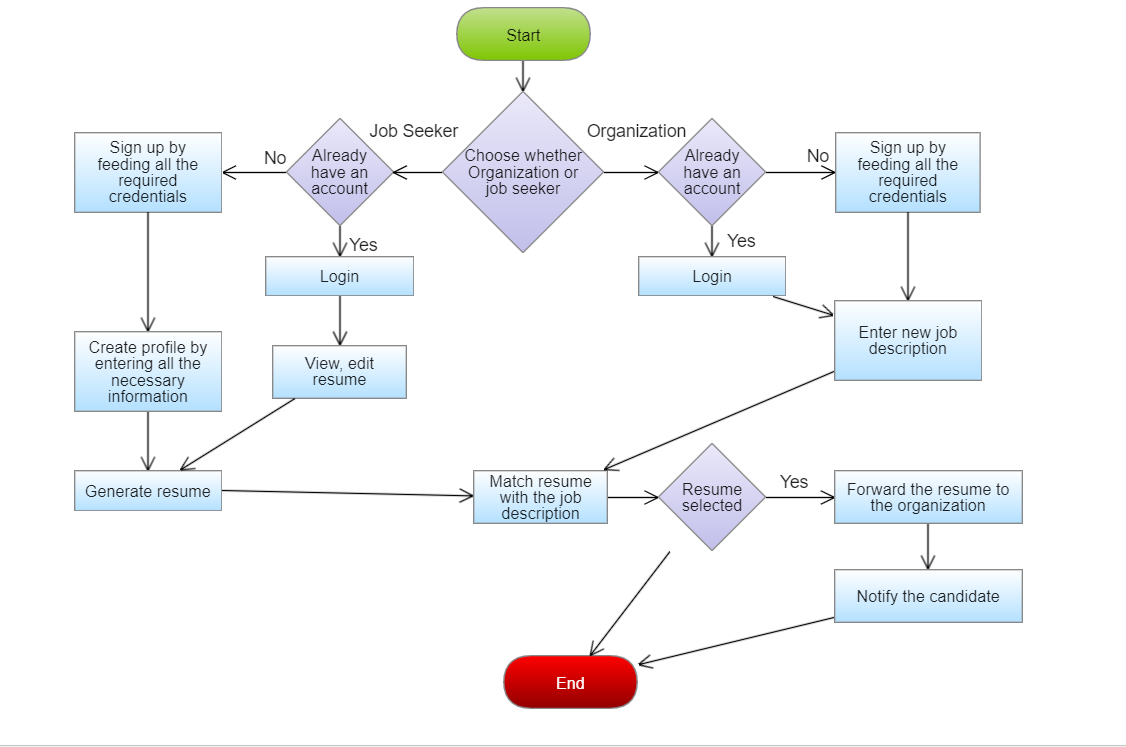 Start
Job Seeker
Organization
Sign up by
feeding all the
required
credentials
No
Already
have an
account
Choose whether
Organization or
job seeker
Already
have an
account
No
Sign up by
feeding all the
required
credentials
Yes
Yes
Login
Login
Enter new job
description
Create profile by
entering all the
necessary
information
View, edit
resume
Generate resume
Match resume
with the job
description
Resume
selected
Yes
Forward the resume to
the organization
Notify the candidate
End